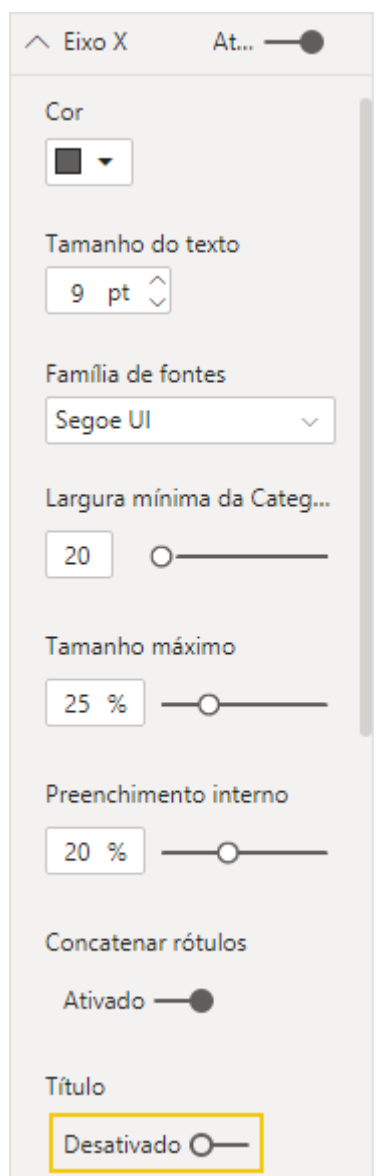 Eixo X At...
Cor
Tamanho do texto
9 pt
Família de fontes
Segoe UI
Largura mínima da Categ...
20
Tamanho máximo
25 %
Preenchimento interno
20 %
Concatenar rótulos
Ativado
Título
Desativado